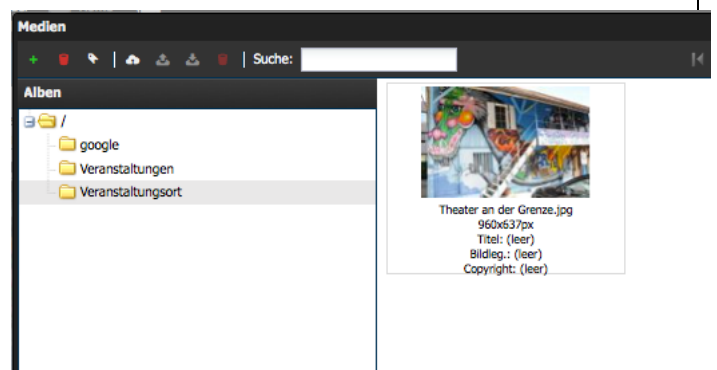 Medien
Suche:
Alben
/
google
Veranstaltungen
Veranstaltungsort
Theater an der Grenze.jpg
960x637px
Titel: (leer)
Bildleg.: (leer)
Copyright: (leer)